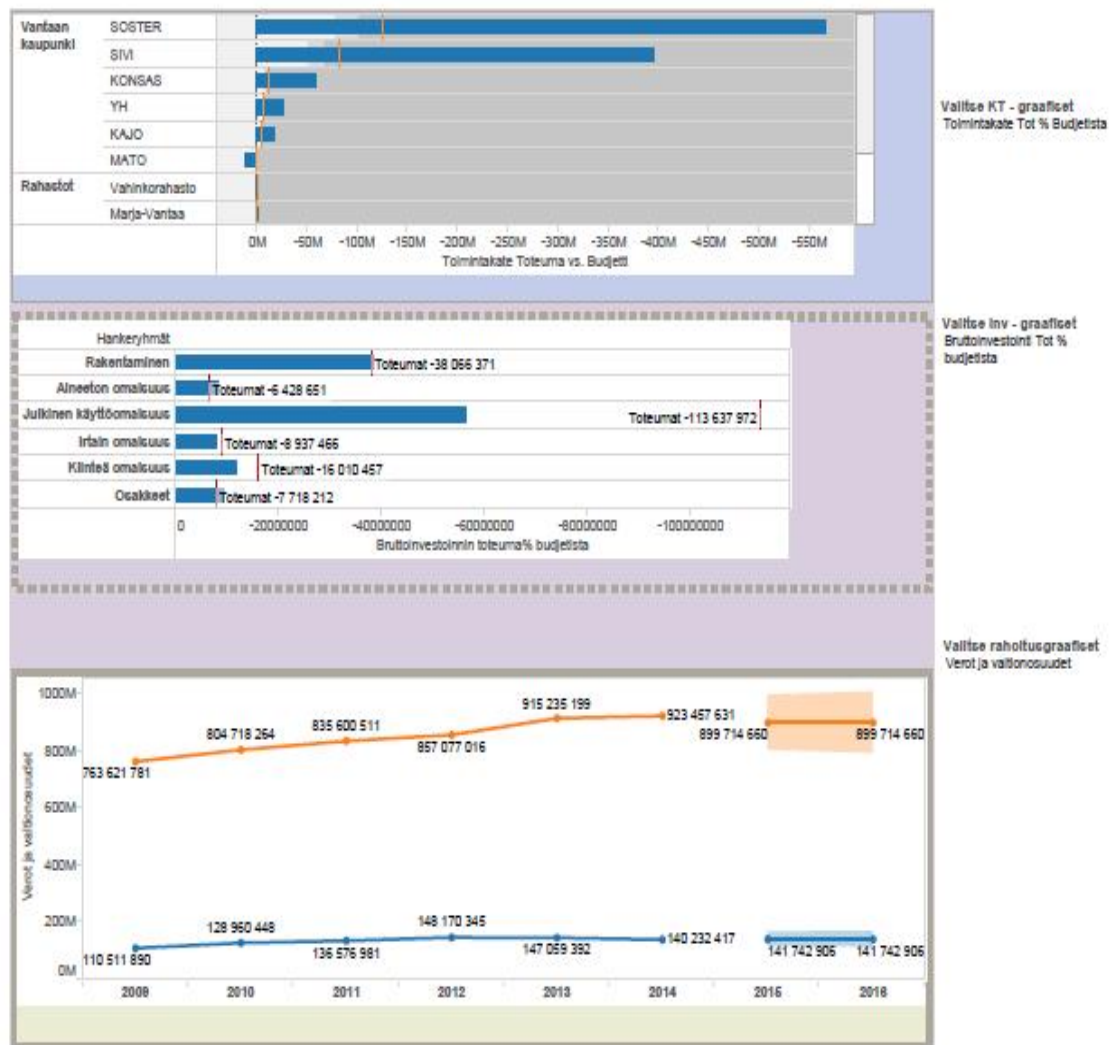 Vantaan
kaupunki
SOSTER
SIVI
KONSAS
YH
KAJO
MATO
Rahastot
Vahinkorahasto
Marja-Vantaa
0M -50M -100M -150M -200M -250M -300M -350M -400M -450M -500M -550M
Toimintakate Toteuma vs. Budjetti
Valitse KT - graafiset
Toimintakate Tot % Budjetista
Hankeryhmät
Rakentaminen
Toteumat -38 066 371
Aineeton omaisuus
Toteumat -6 428 651
Julkinen käyttöomaisuus
Toteumat -113 637 972
Irtain omaisuus
Toteumat -8 937 466
Kiinteä omaisuus
Toteumat -16 010 457
Osakkeet
Toteumat -7 718 212
0 -20000000 -40000000 -60000000 -80000000 -100000000
Bruttoinvestoinnin toteuma% budjetista
Valitse Inv - graafiset
Bruttoinvestointi Tot %
budjetista
Valitse rahoitusgraafiset
Verot ja valtionosuudet
Verot ja valtionosuudet
1000M
800M
600M
400M
200M
0M
763 621 781
804 718 264
835 600 511
857 077 016
915 235 199
923 457 631
899 714 660
899 714 660
110 511 890
128 960 448
136 576 981
148 170 345
147 059 392
140 232 417
141 742 906
141 742 906
2009 2010 2011 2012 2013 2014 2015 2016